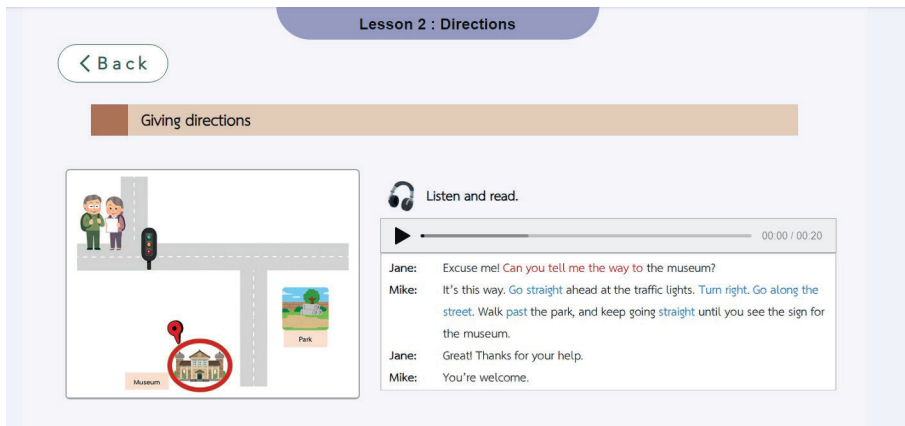 Lesson 2 : Directions
Back
Giving directions
Listen and read.
00:00 / 00:20
Jane: Excuse me! Can you tell me the way to the museum?
Mike: It's this way. Go straight ahead at the traffic lights. Turn right. Go along the
street. Walk past the park, and keep going straight until you see the sign for
the museum.
Jane: Great! Thanks for your help.
Mike: You're welcome.
Park
Museum